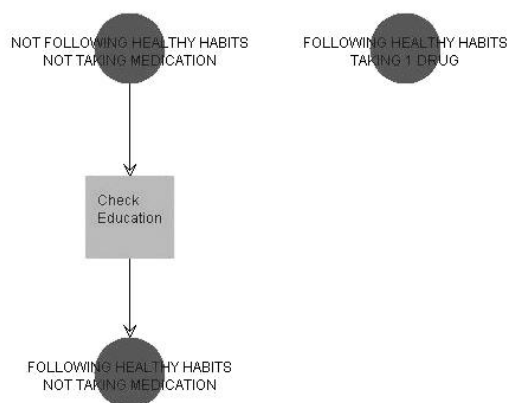 NOT FOLLOWING HEALTHY HABITS
NOT TAKING MEDICATION
FOLLOWING HEALTHY HABITS
TAKING 1 DRUG
Check
Education
FOLLOWING HEALTHY HABITS
NOT TAKING MEDICATION